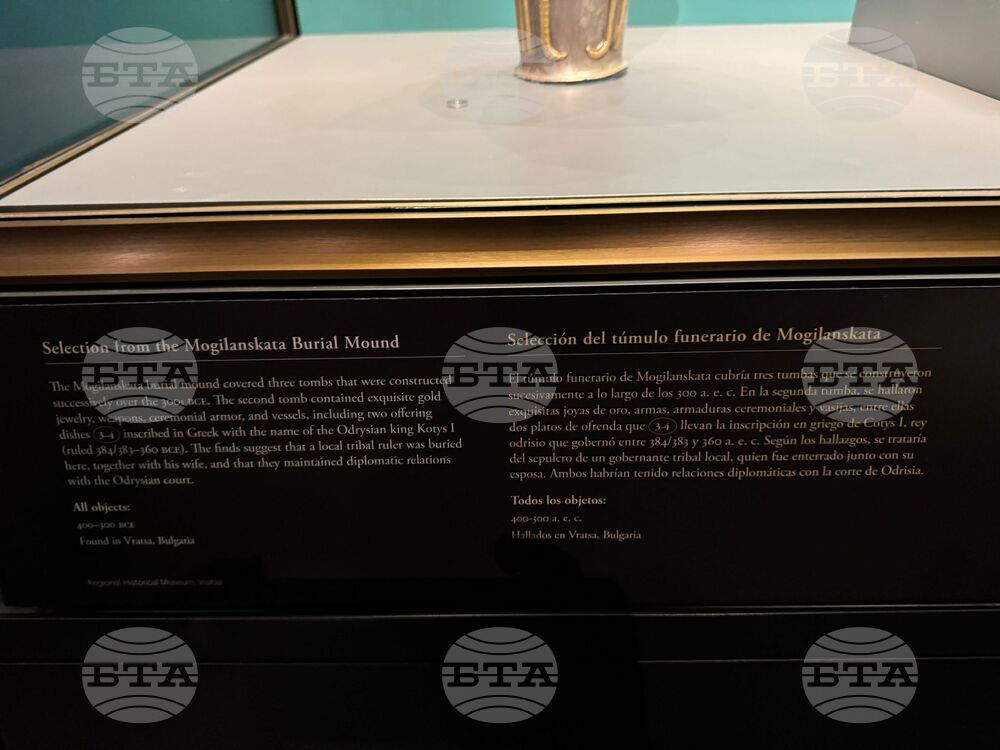 Selection from the Mogilanskata Burial Mound
The Mogilanskata burial mound covered three tombs that were constructed
successively over the 300s BCE. The second tomb contained exquisite gold
jewelry, weapons, ceremonial armor, and vessels, including two offering
dishes 3-4 inscribed in Greek with the name of the Odrysian king Kotys I
(ruled 384/383–360 BCE). The finds suggest that a local tribal ruler was buried
here, together with his wife, and that they maintained diplomatic relations
with the Odrysian court.
All objects:
400–300 BCE
Found in Vratsa, Bulgaria
Regional Historical Museum, Vratsa
Selección del túmulo funerario de Mogilanskata
El túmulo funerario de Mogilanskata cubría tres tumbas que se construyeron
sucesivamente a lo largo de los 300 a. e. c. En la segunda tumba, se hallaron
exquisitas joyas de oro, armas, armaduras ceremoniales y vasijas, entre ellas
dos platos de ofrenda que 3-4 llevan la inscripción en griego de Cotys I, rey
odrisio que gobernó entre 384/383 y 360 a. e. c. Según los hallazgos, se trataría
del sepulcro de un gobernante tribal local, quien fue enterrado junto con su
esposa. Ambos habrían tenido relaciones diplomáticas con la corte de Odrisia.
Todos los objetos:
400-300 a. e. c.
Hallados en Vratsa, Bulgaria
БТА
БТА
БТА
БТА
БТА
БТА
БТА
БТА